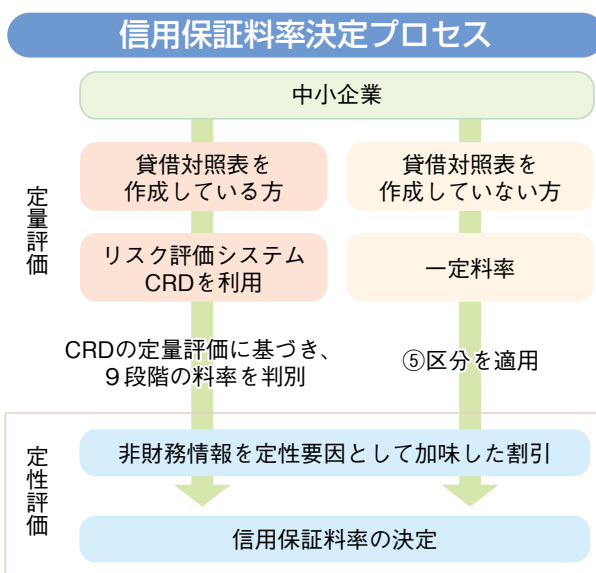 信用保証料率決定プロセス
中小企業
定量評価
貸借対照表を
作成している方
貸借対照表を
作成していない方
リスク評価システム
CRDを利用
一定料率
CRDの定量評価に基づき、
９段階の料率を判別
⑤区分を適用
定性評価
非財務情報を定性要因として加味した割引
信用保証料率の決定